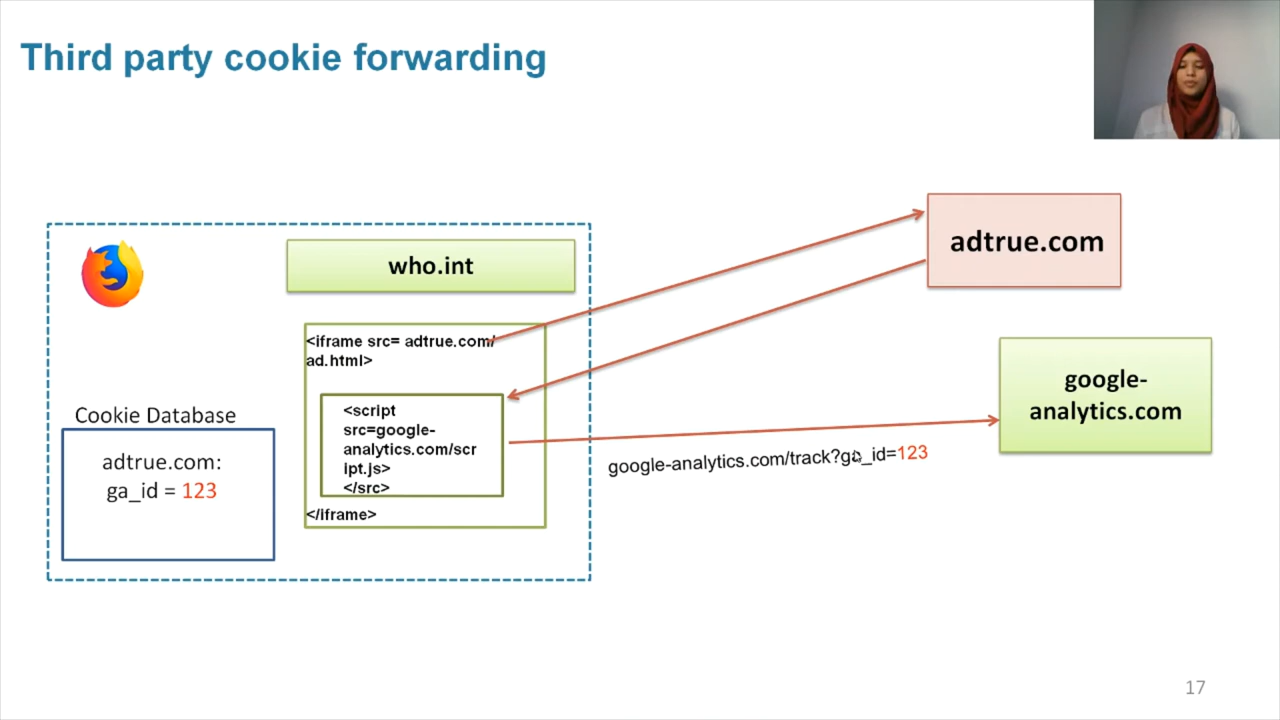 Third party cookie forwarding
who.int
adtrue.com
<iframe src= adtrue.com/
ad.html>
<script
src=google-
analytics.com/scr
ipt.js>
</src>
</iframe>
Cookie Database
adtrue.com:
ga_id = 123
google-
analytics.com
google-analytics.com/track?ga_id=123
17